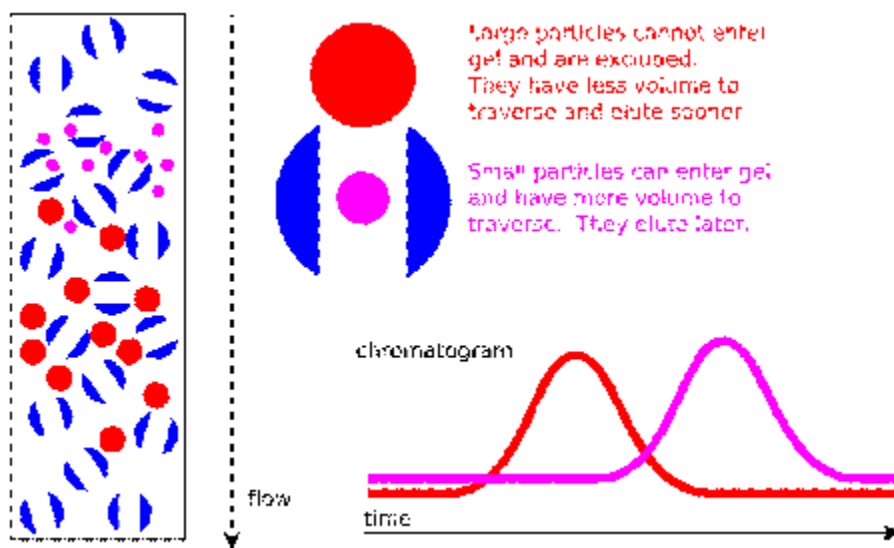 Large particles cannot enter
gel and are excluded.
They have less volume to
traverse and elute sooner
Small particles can enter gel
and have more volume to
traverse. They elute later.
chromatogram
flow
time